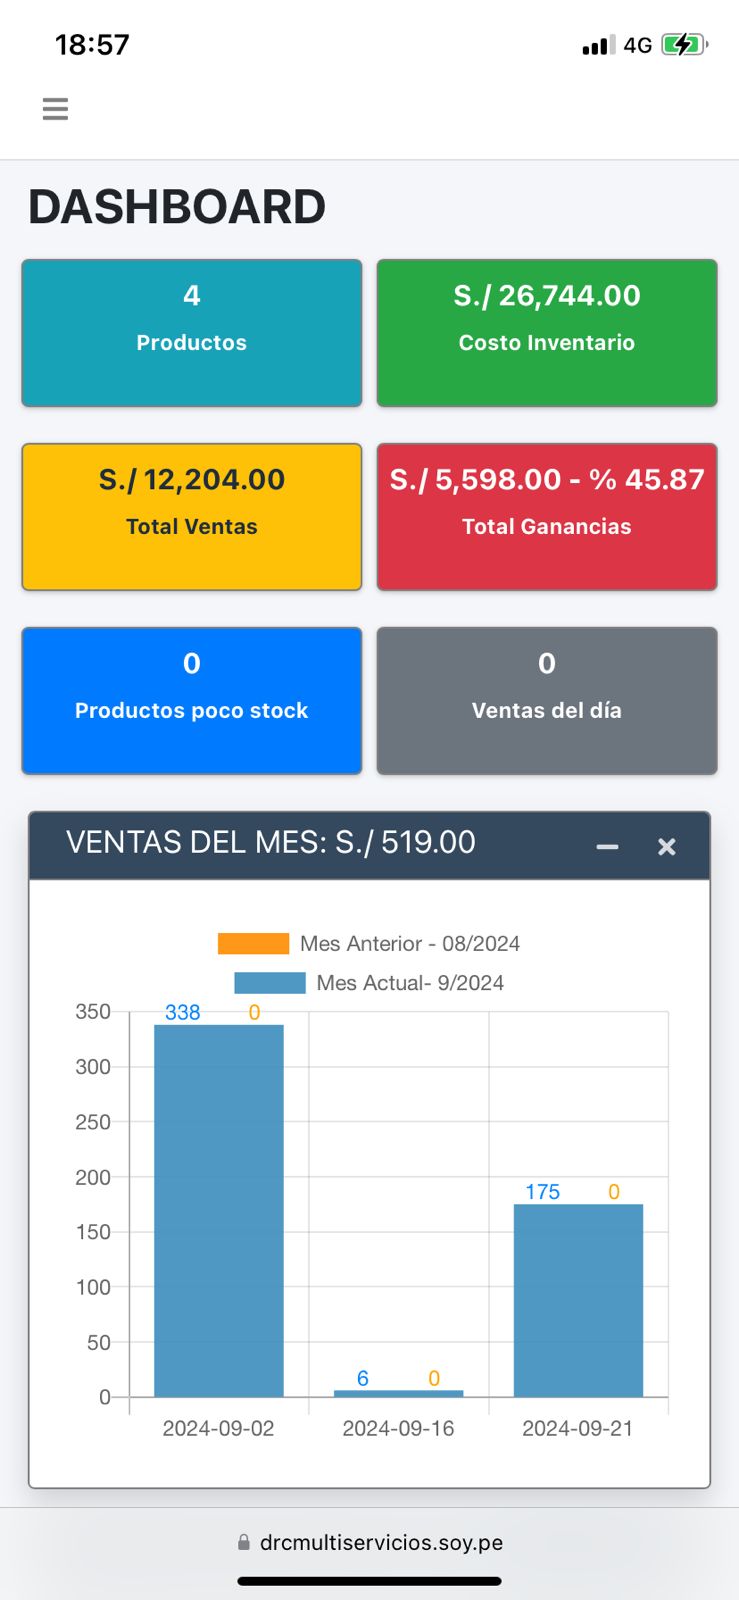 18:57
4G
DASHBOARD
4
Productos
S./ 26,744.00
Costo Inventario
S./ 12,204.00
Total Ventas
S./ 5,598.00 - % 45.87
Total Ganancias
0
Productos poco stock
0
Ventas del día
VENTAS DEL MES: S./ 519.00
Mes Anterior - 08/2024
Mes Actual- 9/2024
350
300
250
200
150
100
50
0
338 0
6 0
175 0
2024-09-02 2024-09-16 2024-09-21
drcmultiservicios.soy.pe